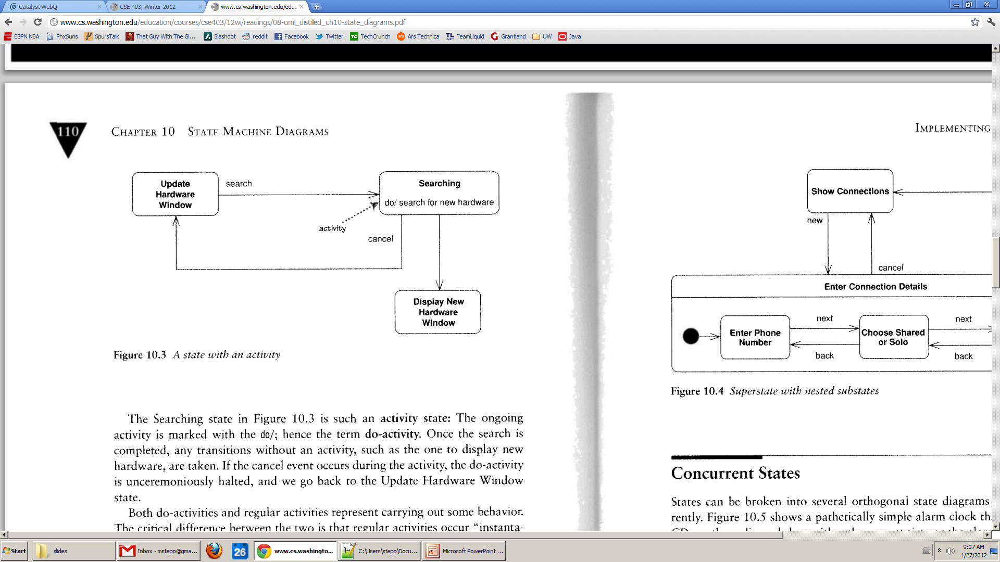 Catalyst WebQ
CSE 403, Winter 2012
www.cs.washington.edu/educ
www.cs.washington.edu/education/courses/cse403/12wi/readings/08-uml_distilled_ch10-state_diagrams.pdf
ESPN NBA
PhxSuns
SpursTalk
That Guy With The Gl...
Slashdot
reddit
Facebook
Twitter
TechCrunch
Ars Technica
TeamLiquid
Grantland
UW
Java
110
CHAPTER 10 STATE MACHINE DIAGRAMS
Update
Hardware
Window
search
Searching
do/ search for new hardware
activity
cancel
Display New
Hardware
Window
Figure 10.3 A state with an activity
The Searching state in Figure 10.3 is such an activity state: The ongoing
activity is marked with the do/; hence the term do-activity. Once the search is
completed, any transitions without an activity, such as the one to display new
hardware, are taken. If the cancel event occurs during the activity, the do-activity
is unceremoniously halted, and we go back to the Update Hardware Window
state.
Both do-activities and regular activities represent carrying out some behavior.
The critical difference between the two is that regular activities occur “instanta-
IMPLEMENTING
Show Connections
new
cancel
Enter Connection Details
Enter Phone
Number
next
back
Choose Shared
or Solo
next
back
Figure 10.4 Superstate with nested substates
Concurrent States
States can be broken into several orthogonal state diagrams
rently. Figure 10.5 shows a pathetically simple alarm clock th
Start
slides
Inbox - mstepp@gma...
26
www.cs.washingto...
C:\Users\stepp\Docu...
Microsoft PowerPoint ...
9:07 AM
1/27/2012